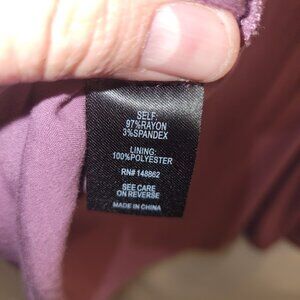 SELF:
97%RAYON
3%SPANDEX
LINING:
100%POLYESTER
RN# 148862
SEE CARE
ON REVERSE
MADE IN CHINA